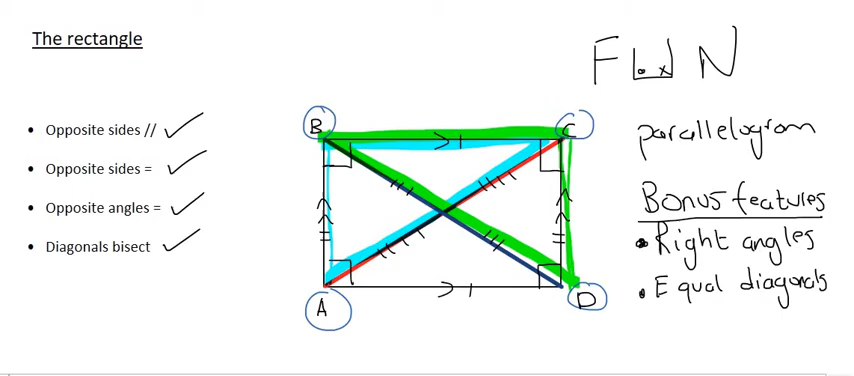 The rectangle
F U N
• Opposite sides //
• Opposite sides =
• Opposite angles =
• Diagonals bisect
B
C
A
D
parallelogram
Bonus features
• Right angles
• Equal diagonals